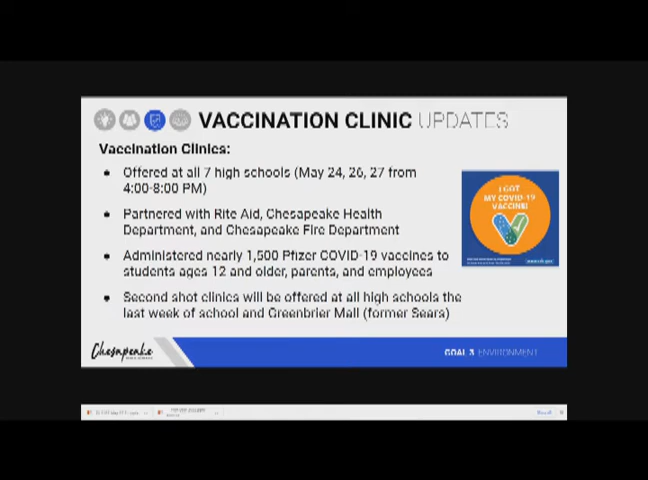 VACCINATION CLINIC UPDATES
Vaccination Clinics:
Offered at all 7 high schools (May 24, 26, 27 from
4:00-8:00 PM)
I GOT
MY COVID-19
VACCINE!
Partnered with Rite Aid, Chesapeake Health
Department, and Chesapeake Fire Department
Administered nearly 1,500 Pfizer COVID-19 vaccines to
students ages 12 and older, parents, and employees
Second shot clinics will be offered at all high schools the
last week of school and Greenbrier Mall (former Sears)
Chesapeake
GOAL 3 ENVIRONMENT